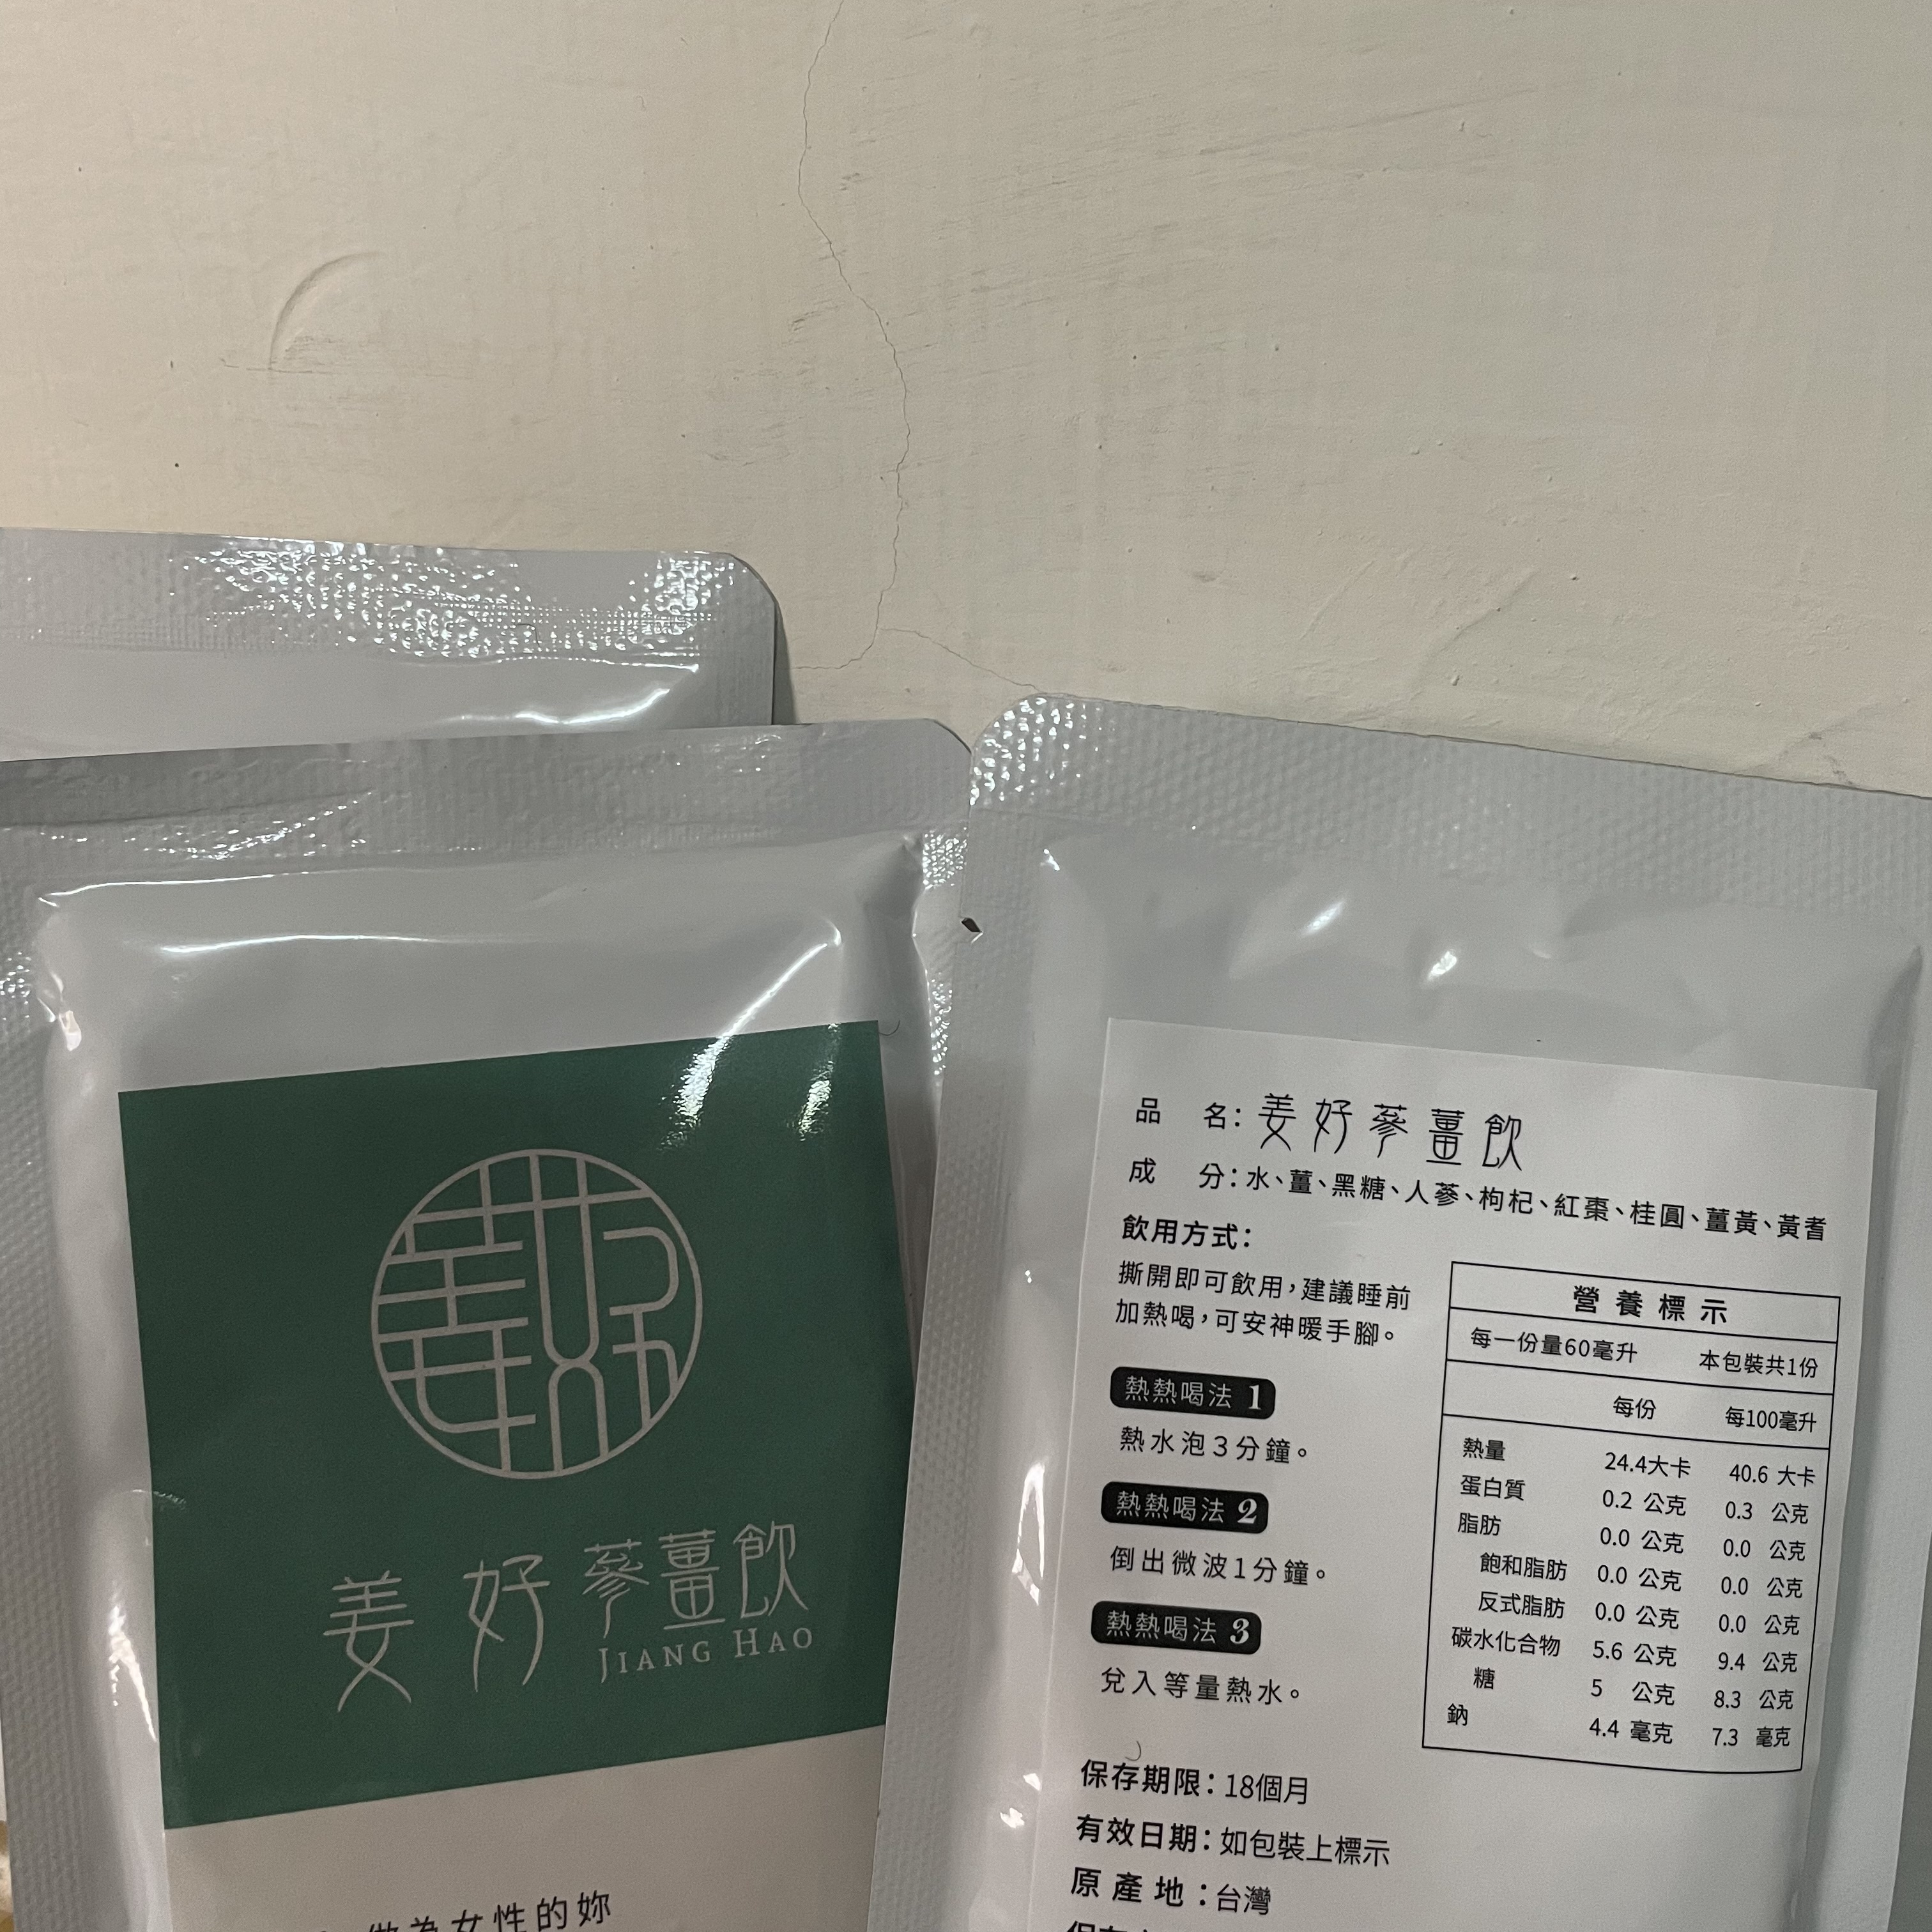 姜好
姜 好 蔘薑飲
JIANG HAO
做為女性的妳
品 名：姜好蔘薑飲
成 分：水、薑、黑糖、人蔘、枸杞、紅棗、桂圓、薑黃、黃耆
飲用方式：
撕開即可飲用，建議睡前
加熱喝，可安神暖手腳。
熱熱喝法 1
熱水泡3分鐘。
熱熱喝法 2
倒出微波1分鐘。
熱熱喝法 3
兌入等量熱水。
營養標示
每一份量60毫升 本包裝共1份
每份 每100毫升
熱量 24.4大卡 40.6 大卡
蛋白質 0.2 公克 0.3 公克
脂肪 0.0 公克 0.0 公克
飽和脂肪 0.0 公克 0.0 公克
反式脂肪 0.0 公克 0.0 公克
碳水化合物 5.6 公克 9.4 公克
糖 5 公克 8.3 公克
鈉 4.4 毫克 7.3 毫克
保存期限：18個月
有效日期：如包裝上標示
原產地：台灣